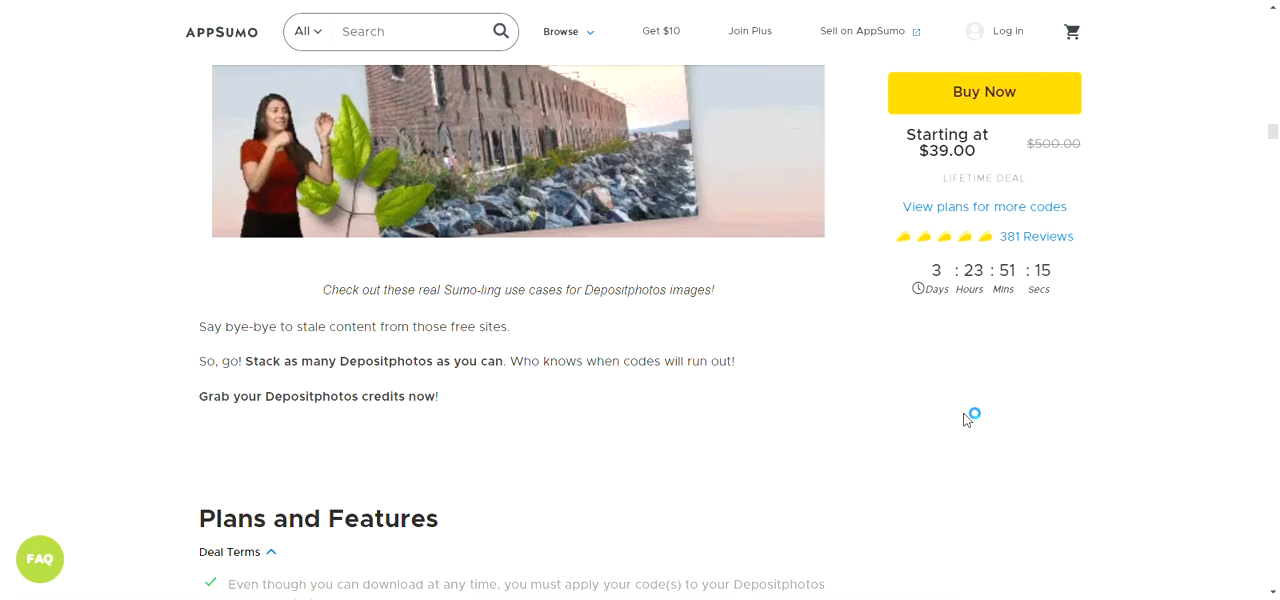 APPSUMO
All
Search
Browse
Get $10
Join Plus
Sell on AppSumo
Log in
Buy Now
Starting at
$39.00
$500.00
LIFETIME DEAL
View plans for more codes
381 Reviews
3 : 23 : 51 : 15
Days Hours Mins Secs
Check out these real Sumo-ling use cases for Depositphotos images!
Say bye-bye to stale content from those free sites.
So, go! Stack as many Depositphotos as you can. Who knows when codes will run out!
Grab your Depositphotos credits now!
Plans and Features
Deal Terms
Even though you can download at any time, you must apply your code(s) to your Depositphotos
FAQ